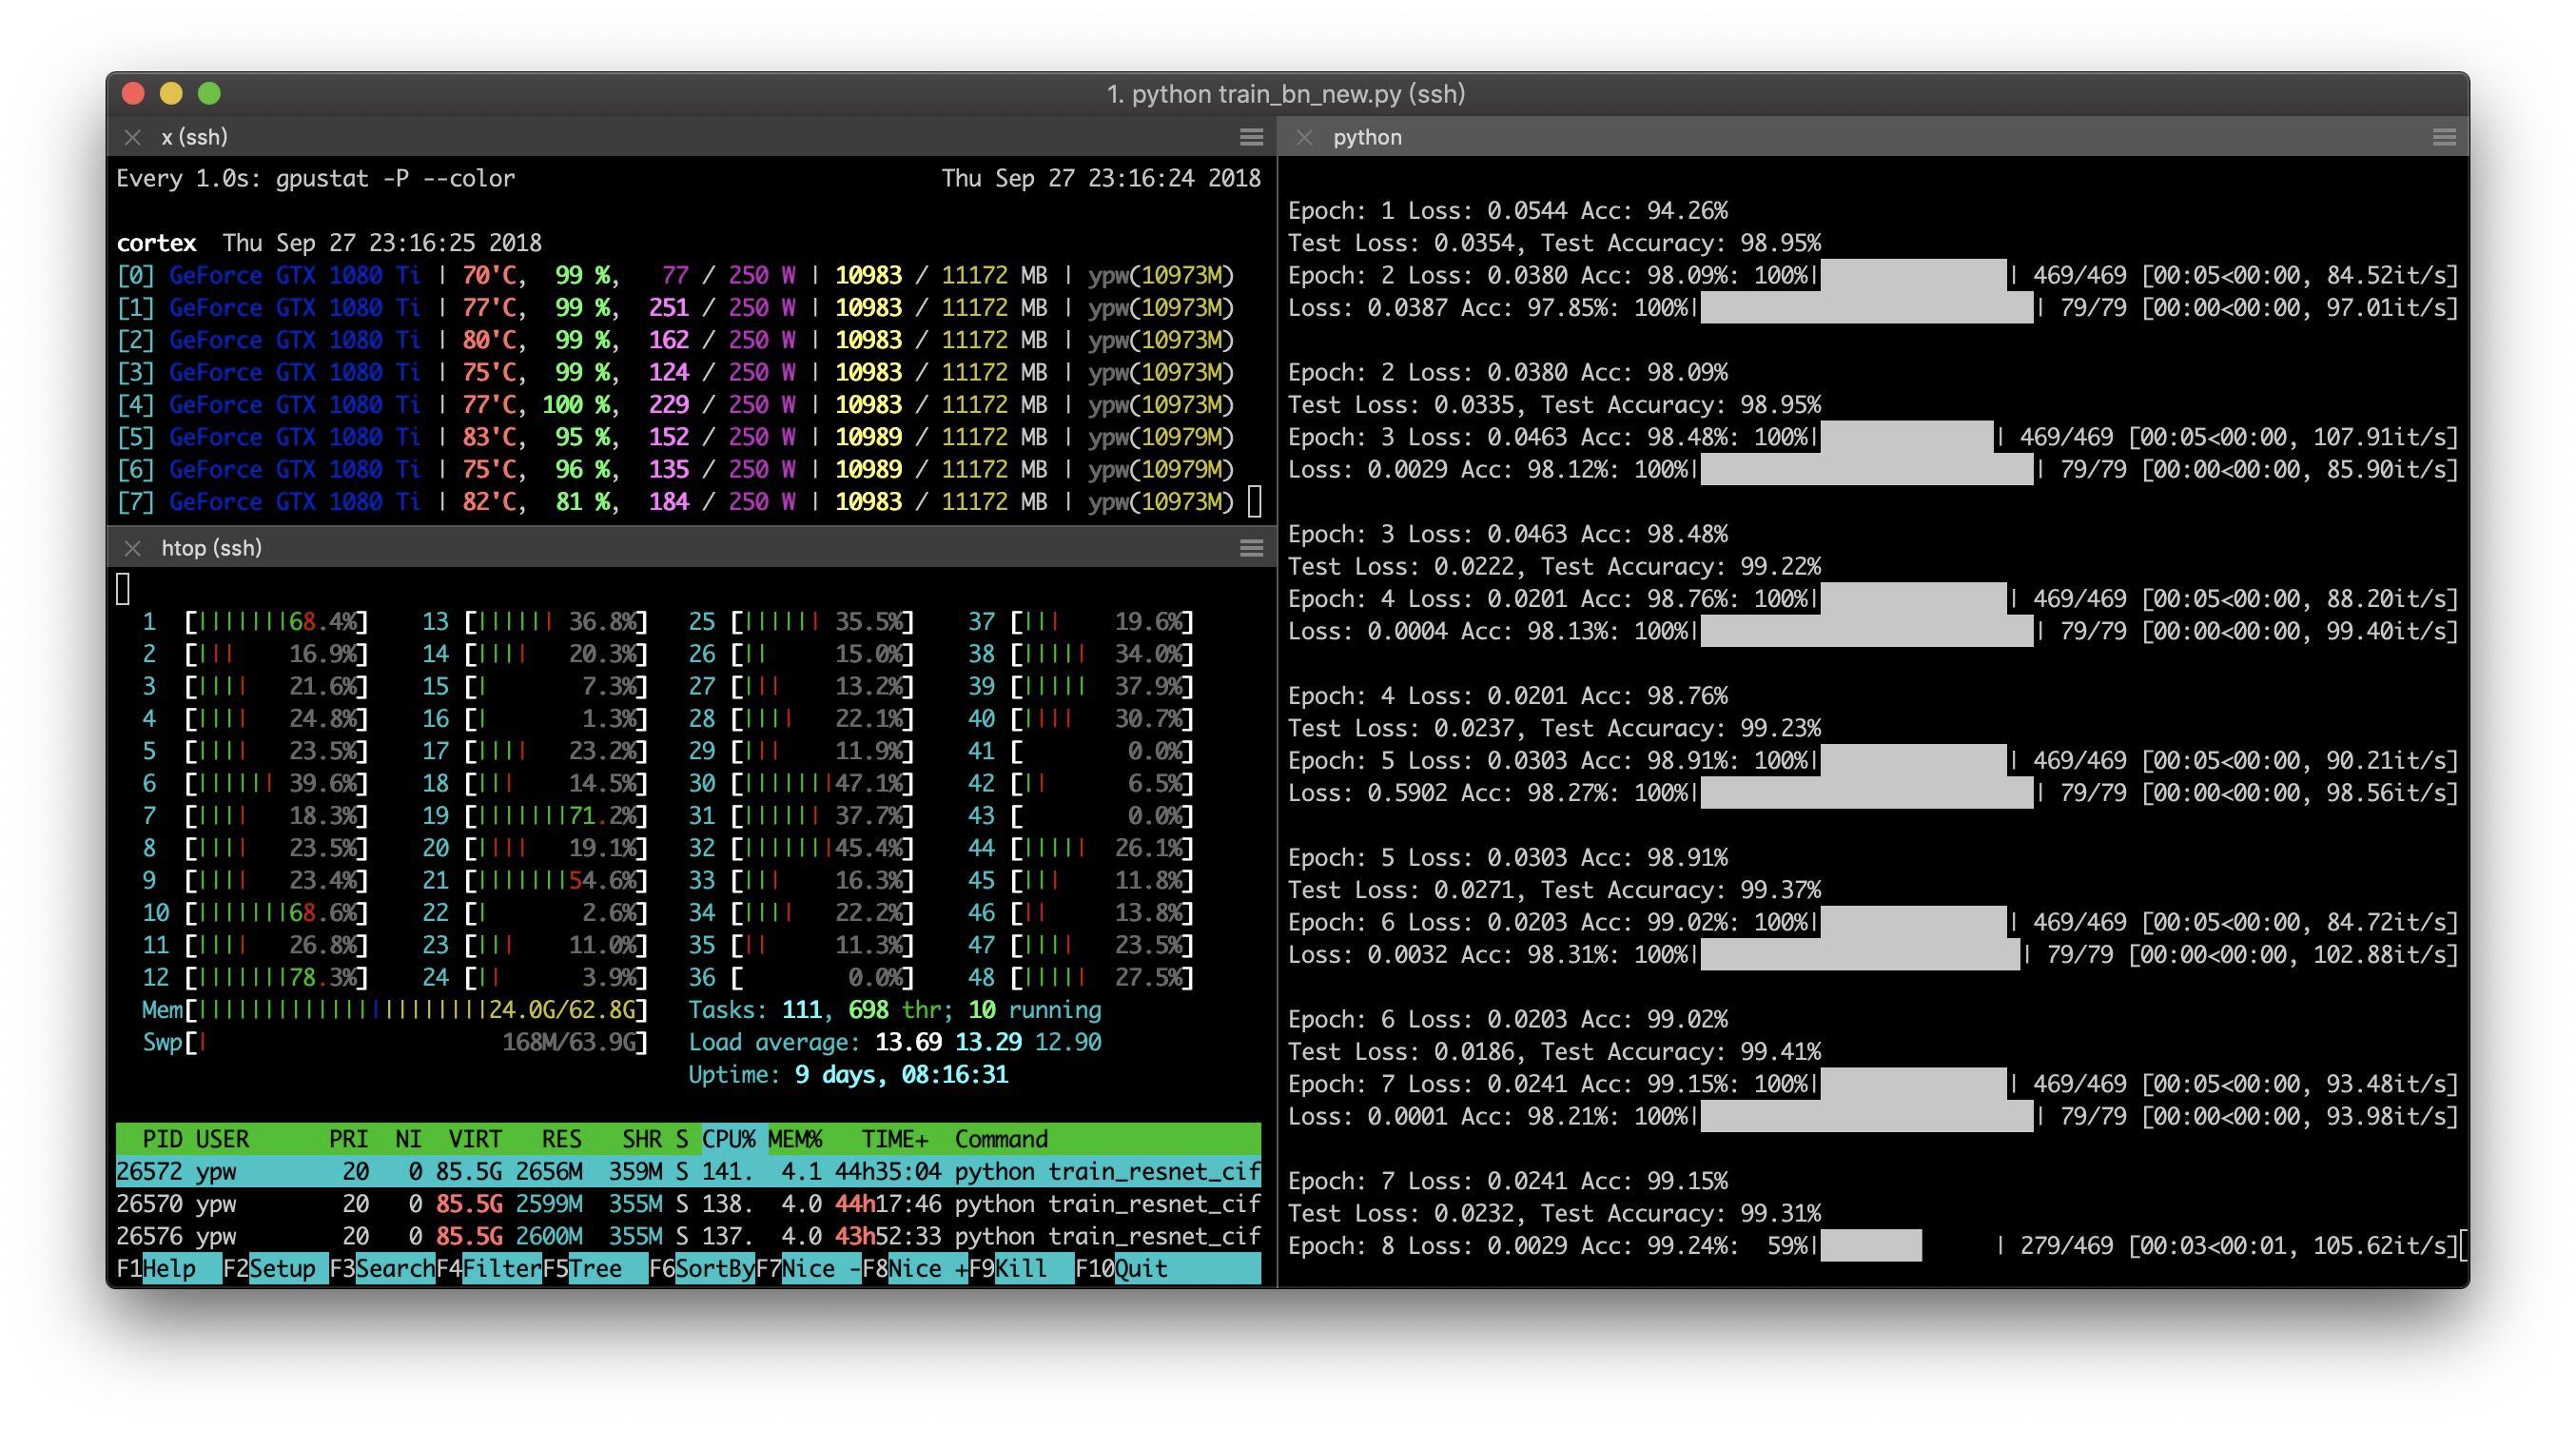 1. python train_bn_new.py (ssh)
x (ssh)
Every 1.0s: gpustat -P --color Thu Sep 27 23:16:24 2018
cortex Thu Sep 27 23:16:25 2018
[0] GeForce GTX 1080 Ti | 70'C, 99 %, 77 / 250 W | 10983 / 11172 MB | ypw(10973M)
[1] GeForce GTX 1080 Ti | 77'C, 99 %, 251 / 250 W | 10983 / 11172 MB | ypw(10973M)
[2] GeForce GTX 1080 Ti | 80'C, 99 %, 162 / 250 W | 10983 / 11172 MB | ypw(10973M)
[3] GeForce GTX 1080 Ti | 75'C, 99 %, 124 / 250 W | 10983 / 11172 MB | ypw(10973M)
[4] GeForce GTX 1080 Ti | 77'C, 100 %, 229 / 250 W | 10983 / 11172 MB | ypw(10973M)
[5] GeForce GTX 1080 Ti | 83'C, 95 %, 152 / 250 W | 10989 / 11172 MB | ypw(10979M)
[6] GeForce GTX 1080 Ti | 75'C, 96 %, 135 / 250 W | 10989 / 11172 MB | ypw(10979M)
[7] GeForce GTX 1080 Ti | 82'C, 81 %, 184 / 250 W | 10983 / 11172 MB | ypw(10973M)
htop (ssh)
1 [|||||||68.4%] 13 [|||||| 36.8%] 25 [|||||| 35.5%] 37 [||| 19.6%]
2 [||| 16.9%] 14 [|||| 20.3%] 26 [|| 15.0%] 38 [||||| 34.0%]
3 [|||| 21.6%] 15 [| 7.3%] 27 [||| 13.2%] 39 [||||| 37.9%]
4 [|||| 24.8%] 16 [| 1.3%] 28 [|||| 22.1%] 40 [|||| 30.7%]
5 [|||| 23.5%] 17 [|||| 23.2%] 29 [||| 11.9%] 41 [ 0.0%]
6 [|||||| 39.6%] 18 [||| 14.5%] 30 [|||||||47.1%] 42 [|| 6.5%]
7 [|||| 18.3%] 19 [|||||||71.2%] 31 [|||||| 37.7%] 43 [ 0.0%]
8 [|||| 23.5%] 20 [|||| 19.1%] 32 [|||||||45.4%] 44 [||||| 26.1%]
9 [|||| 23.4%] 21 [|||||||54.6%] 33 [||| 16.3%] 45 [||| 11.8%]
10 [|||||||68.6%] 22 [| 2.6%] 34 [|||| 22.2%] 46 [|| 13.8%]
11 [|||| 26.8%] 23 [||| 11.0%] 35 [|| 11.3%] 47 [|||| 23.5%]
12 [|||||||78.3%] 24 [|| 3.9%] 36 [ 0.0%] 48 [||||| 27.5%]
Mem[||||||||||||||||||||||24.0G/62.8G] Tasks: 111, 698 thr; 10 running
Swp[| 168M/63.9G] Load average: 13.69 13.29 12.90
Uptime: 9 days, 08:16:31
PID USER PRI NI VIRT RES SHR S CPU% MEM% TIME+ Command
26572 ypw 20 0 85.5G 2656M 359M S 141. 4.1 44h35:04 python train_resnet_cif
26570 ypw 20 0 85.5G 2599M 355M S 138. 4.0 44h17:46 python train_resnet_cif
26576 ypw 20 0 85.5G 2600M 355M S 137. 4.0 43h52:33 python train_resnet_cif
F1Help F2Setup F3SearchF4FilterF5Tree F6SortByF7Nice -F8Nice +F9Kill F10Quit
python
Epoch: 1 Loss: 0.0544 Acc: 94.26%
Test Loss: 0.0354, Test Accuracy: 98.95%
Epoch: 2 Loss: 0.0380 Acc: 98.09%: 100%| | 469/469 [00:05<00:00, 84.52it/s]
Loss: 0.0387 Acc: 97.85%: 100%| | 79/79 [00:00<00:00, 97.01it/s]
Epoch: 2 Loss: 0.0380 Acc: 98.09%
Test Loss: 0.0335, Test Accuracy: 98.95%
Epoch: 3 Loss: 0.0463 Acc: 98.48%: 100%| | 469/469 [00:05<00:00, 107.91it/s]
Loss: 0.0029 Acc: 98.12%: 100%| | 79/79 [00:00<00:00, 85.90it/s]
Epoch: 3 Loss: 0.0463 Acc: 98.48%
Test Loss: 0.0222, Test Accuracy: 99.22%
Epoch: 4 Loss: 0.0201 Acc: 98.76%: 100%| | 469/469 [00:05<00:00, 88.20it/s]
Loss: 0.0004 Acc: 98.13%: 100%| | 79/79 [00:00<00:00, 99.40it/s]
Epoch: 4 Loss: 0.0201 Acc: 98.76%
Test Loss: 0.0237, Test Accuracy: 99.23%
Epoch: 5 Loss: 0.0303 Acc: 98.91%: 100%| | 469/469 [00:05<00:00, 90.21it/s]
Loss: 0.5902 Acc: 98.27%: 100%| | 79/79 [00:00<00:00, 98.56it/s]
Epoch: 5 Loss: 0.0303 Acc: 98.91%
Test Loss: 0.0271, Test Accuracy: 99.37%
Epoch: 6 Loss: 0.0203 Acc: 99.02%: 100%| | 469/469 [00:05<00:00, 84.72it/s]
Loss: 0.0032 Acc: 98.31%: 100%| | 79/79 [00:00<00:00, 102.88it/s]
Epoch: 6 Loss: 0.0203 Acc: 99.02%
Test Loss: 0.0186, Test Accuracy: 99.41%
Epoch: 7 Loss: 0.0241 Acc: 99.15%: 100%| | 469/469 [00:05<00:00, 93.48it/s]
Loss: 0.0001 Acc: 98.21%: 100%| | 79/79 [00:00<00:00, 93.98it/s]
Epoch: 7 Loss: 0.0241 Acc: 99.15%
Test Loss: 0.0232, Test Accuracy: 99.31%
Epoch: 8 Loss: 0.0029 Acc: 99.24%: 59%| | 279/469 [00:03<00:01, 105.62it/s]